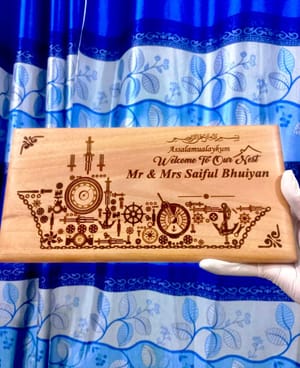 Assalamualaykum
Welcome To Our Nest
Mr & Mrs Saiful Bhuiyan